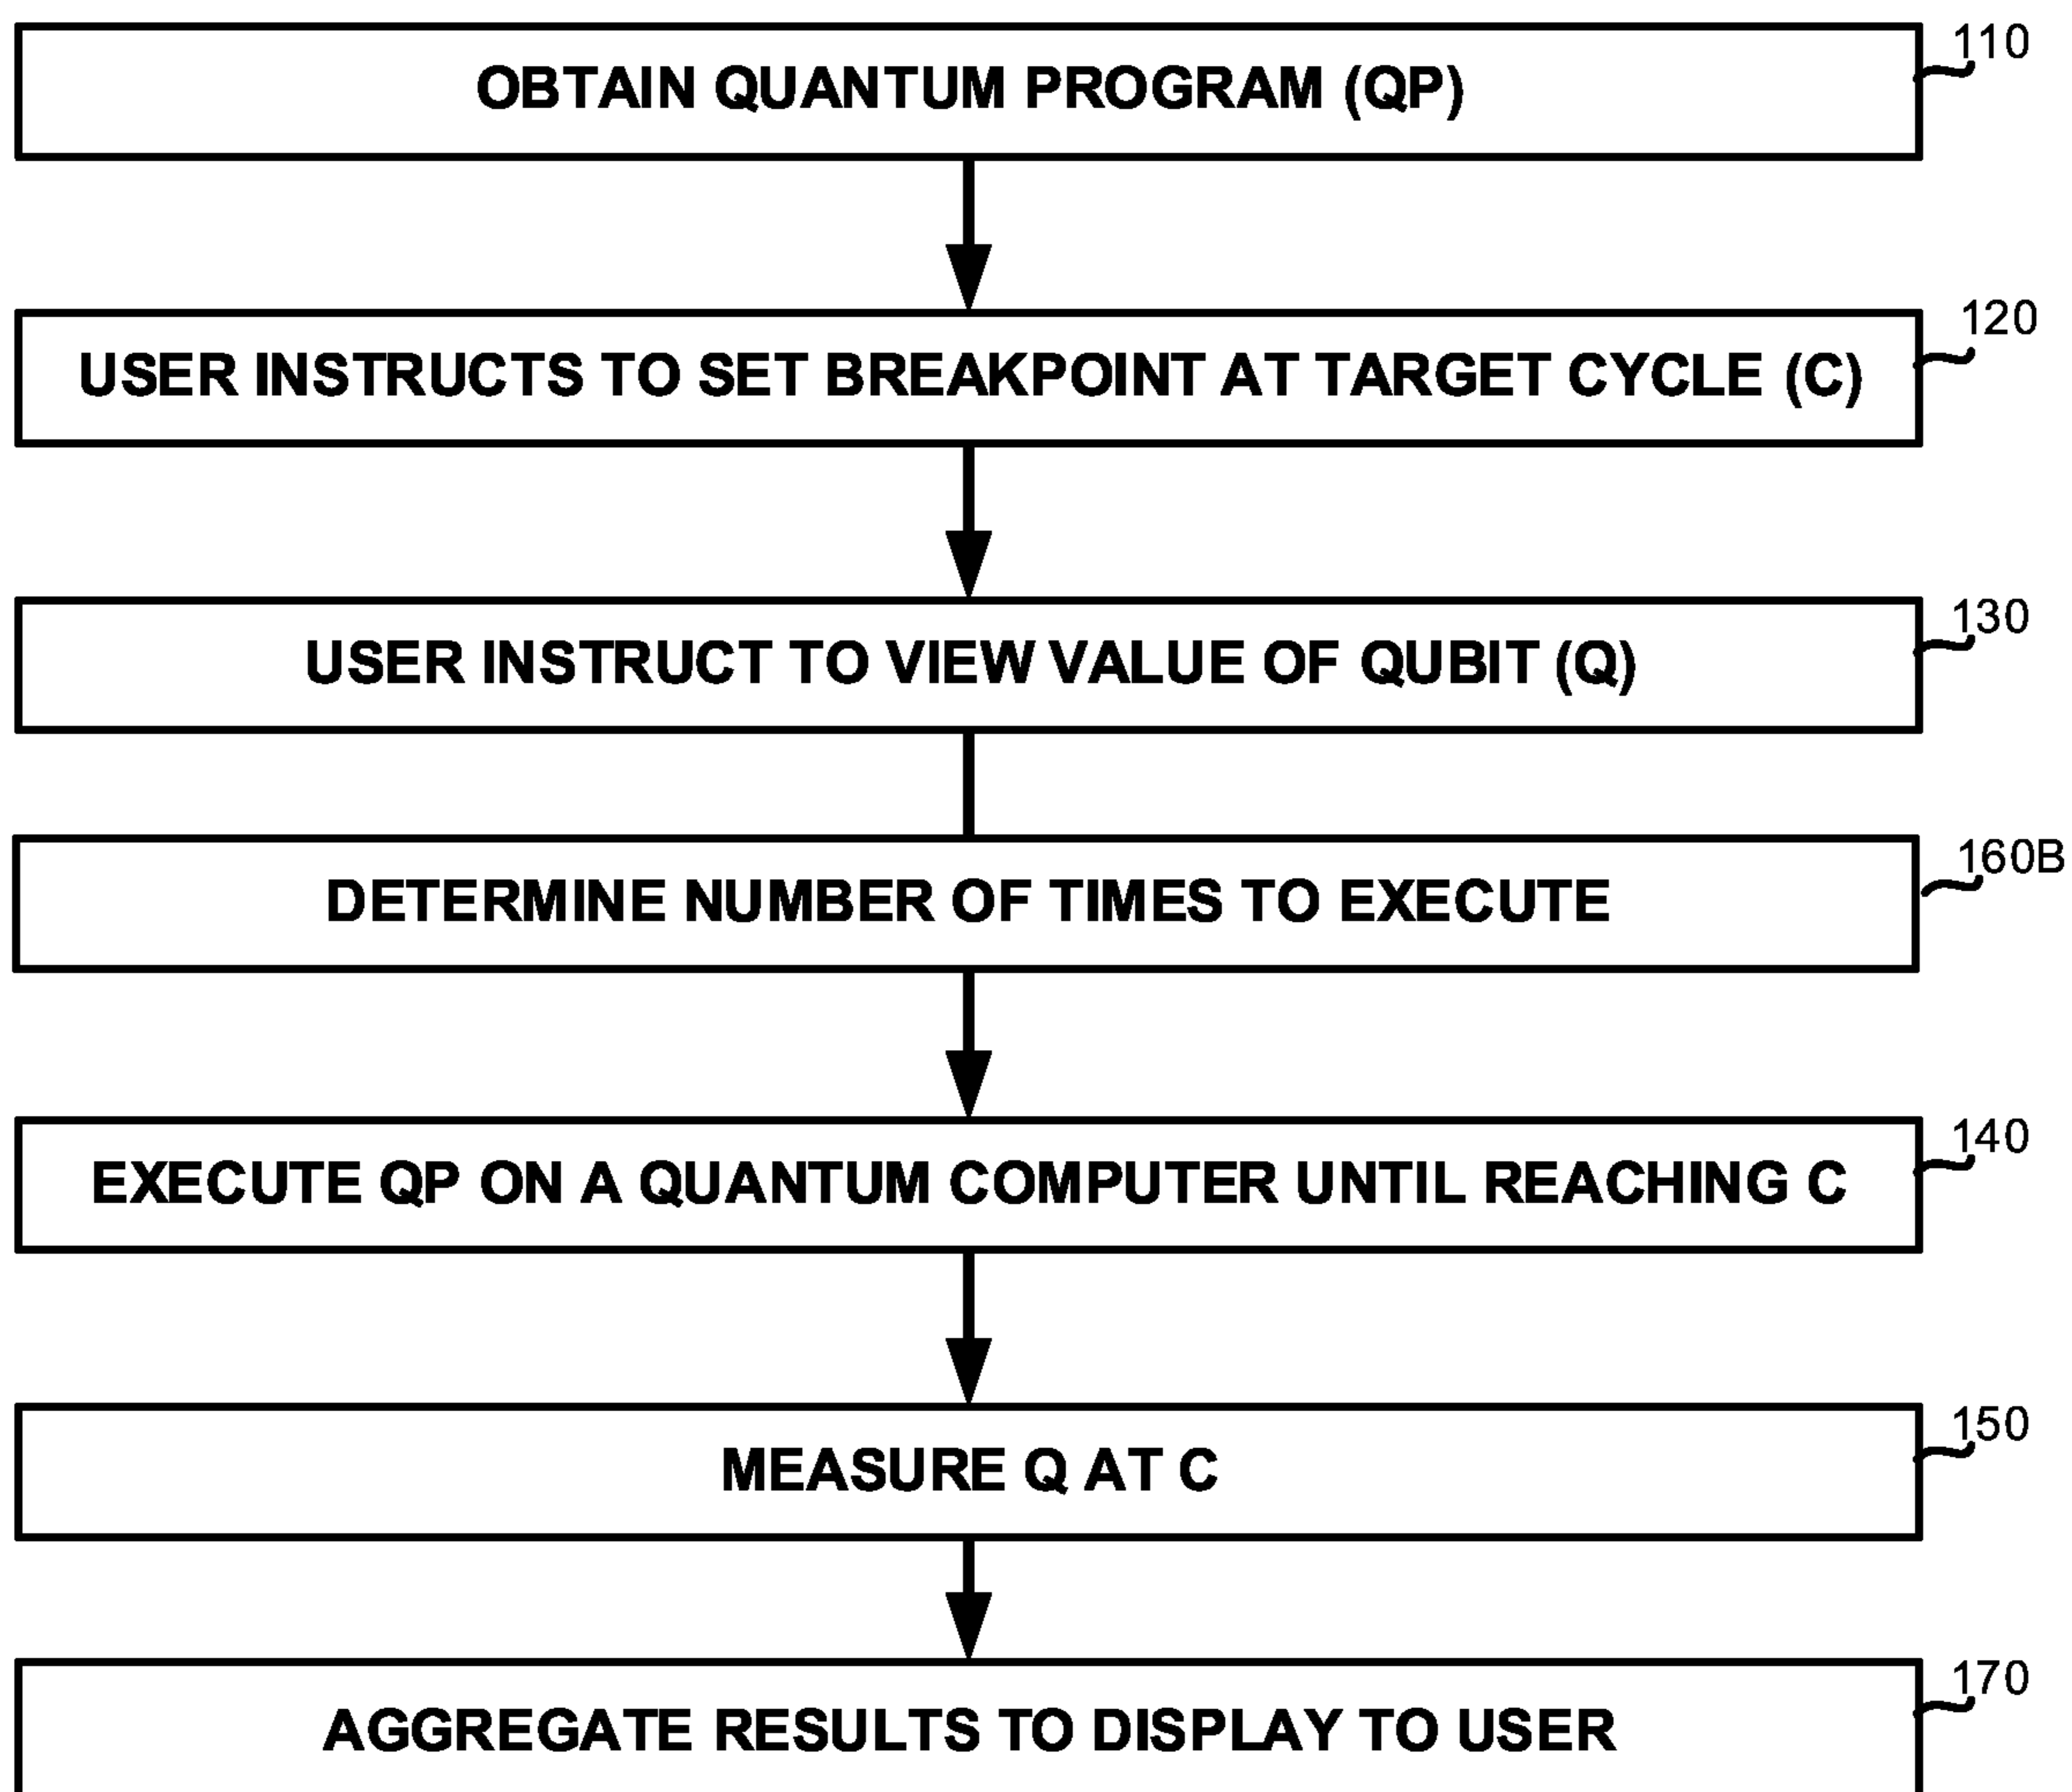 110
OBTAIN QUANTUM PROGRAM (QP)
120
USER INSTRUCTS TO SET BREAKPOINT AT TARGET CYCLE (C)
130
USER INSTRUCT TO VIEW VALUE OF QUBIT (Q)
160B
DETERMINE NUMBER OF TIMES TO EXECUTE
140
EXECUTE QP ON A QUANTUM COMPUTER UNTIL REACHING C
150
MEASURE Q AT C
170
AGGREGATE RESULTS TO DISPLAY TO USER